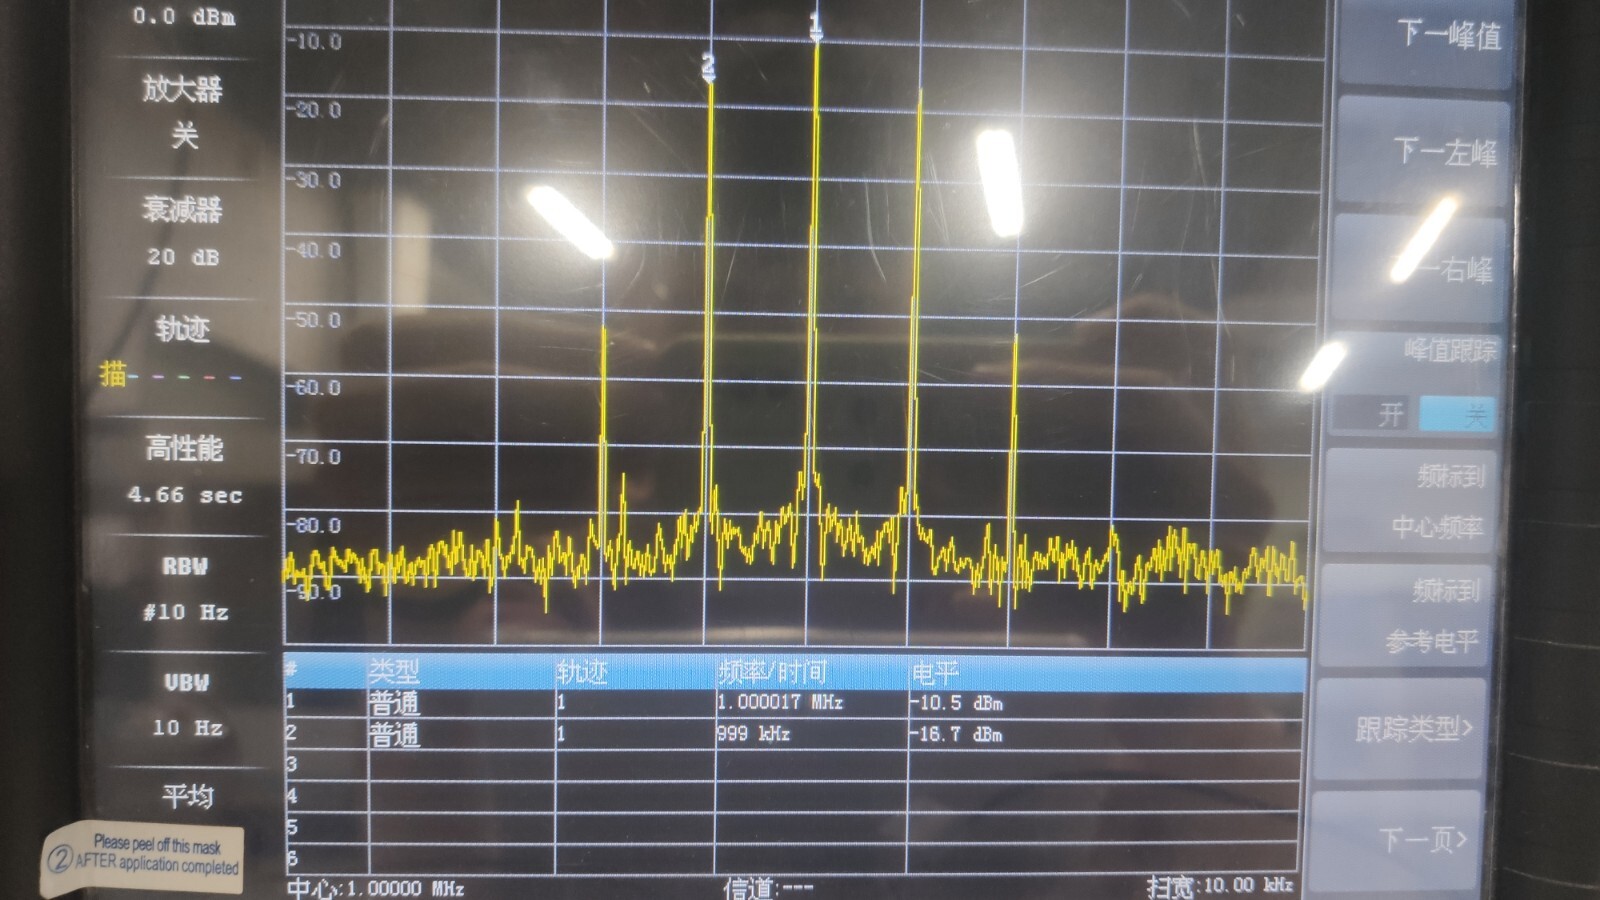 0.0 dBm
放大器
关
衰减器
20 dB
轨迹
描
高性能
4.66 sec
RBW
#10 Hz
VBW
10 Hz
平均
Please peel off this mask
② AFTER application completed
1
2
-10.0
-20.0
-30.0
-40.0
-50.0
-60.0
-70.0
-80.0
-90.0
# 类型 轨迹 频率/时间 电平
1 普通 1 1.000017 MHz -10.5 dBm
2 普通 1 999 kHz -16.7 dBm
3
4
5
6
中心:1.00000 MHz 信道:--- 扫宽:10.00 kHz
下一峰值
下一左峰
一右峰
峰值跟踪
开 关
频标到
中心频率
频标到
参考电平
跟踪类型>
下一页>